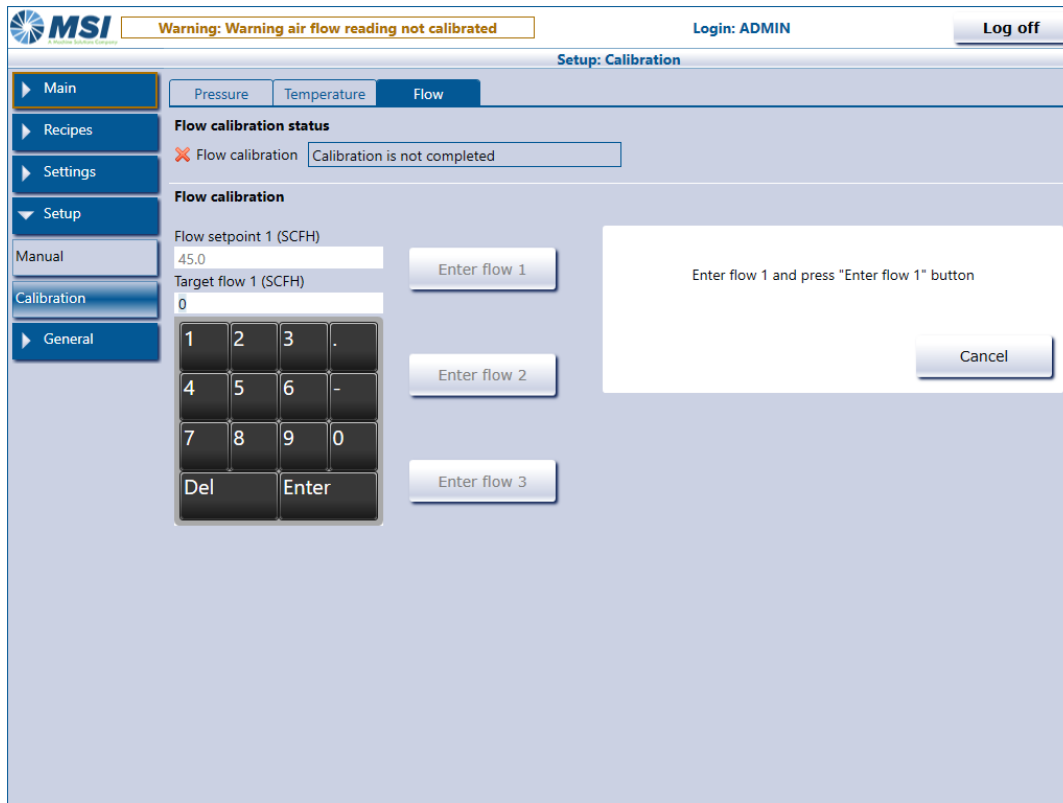 MSI
A Machine Solutions Company
Warning: Warning air flow reading not calibrated
Login: ADMIN
Log off
Setup: Calibration
Main
Recipes
Settings
Setup
Manual
Calibration
General
Pressure
Temperature
Flow
Flow calibration status
Flow calibration
Calibration is not completed
Flow calibration
Flow setpoint 1 (SCFH)
45.0
Target flow 1 (SCFH)
0
1 2 3 .
4 5 6 -
7 8 9 0
Del Enter
Enter flow 1
Enter flow 2
Enter flow 3
Enter flow 1 and press "Enter flow 1" button
Cancel